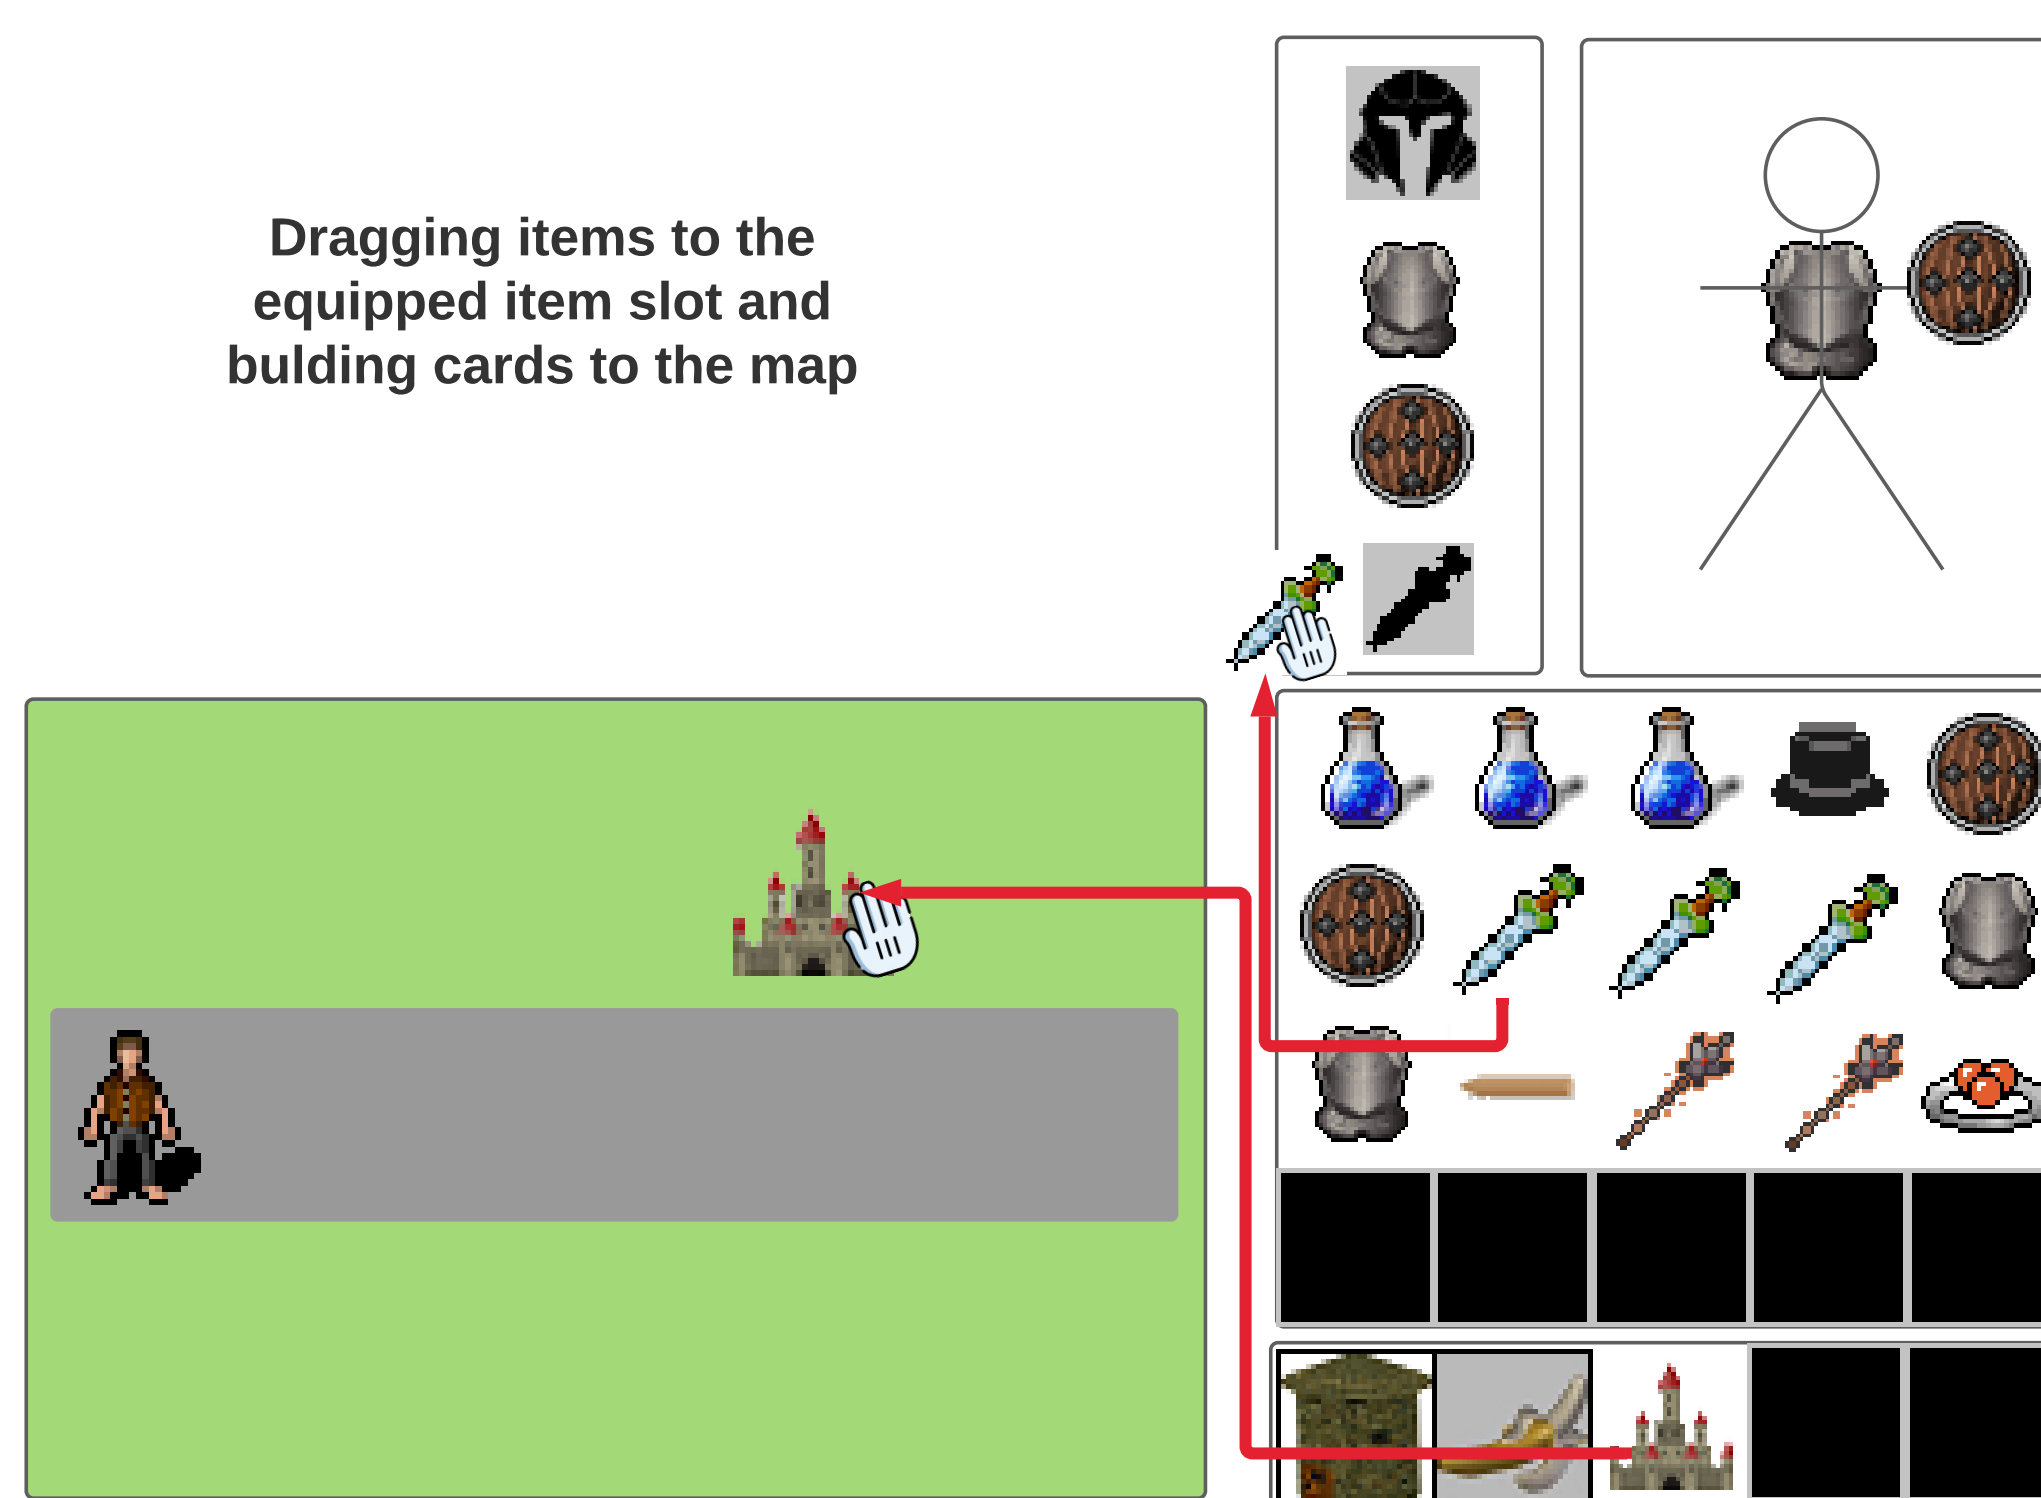 Dragging items to the
equipped item slot and
bulding cards to the map